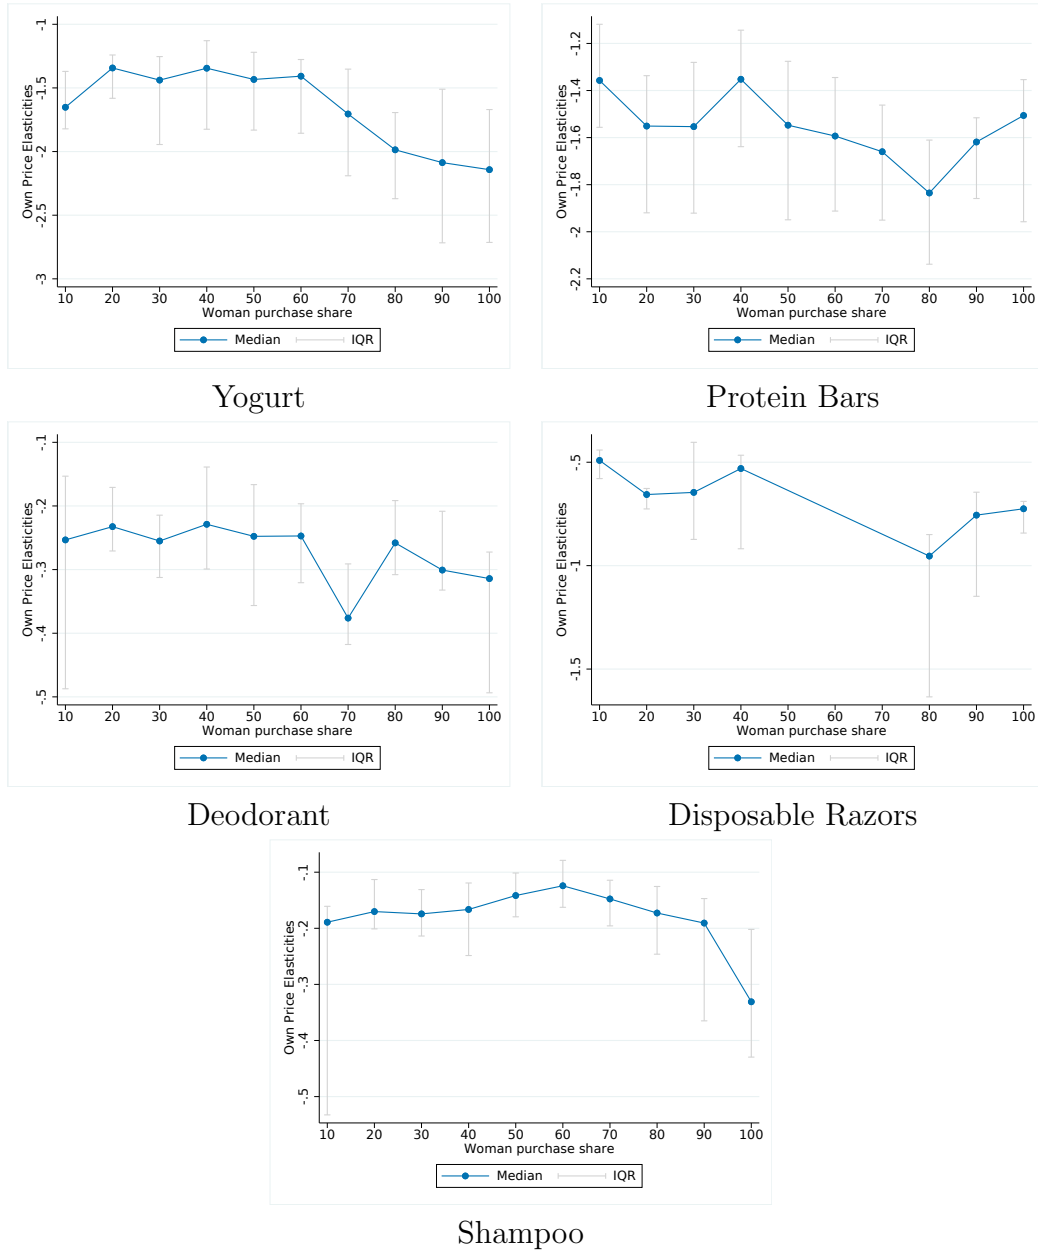 Own Price Elasticities
-1
-1.5
-2
-2.5
-3
10 20 30 40 50 60 70 80 90 100
Woman purchase share
Median IQR
Yogurt
Own Price Elasticities
-1.2
-1.4
-1.6
-1.8
-2
-2.2
10 20 30 40 50 60 70 80 90 100
Woman purchase share
Median IQR
Protein Bars
Own Price Elasticities
-.1
-.2
-.3
-.4
-.5
10 20 30 40 50 60 70 80 90 100
Woman purchase share
Median IQR
Deodorant
Own Price Elasticities
-.5
-1
-1.5
10 20 30 40 50 60 70 80 90 100
Woman purchase share
Median IQR
Disposable Razors
Own Price Elasticities
-.1
-.2
-.3
-.4
-.5
10 20 30 40 50 60 70 80 90 100
Woman purchase share
Median IQR
Shampoo